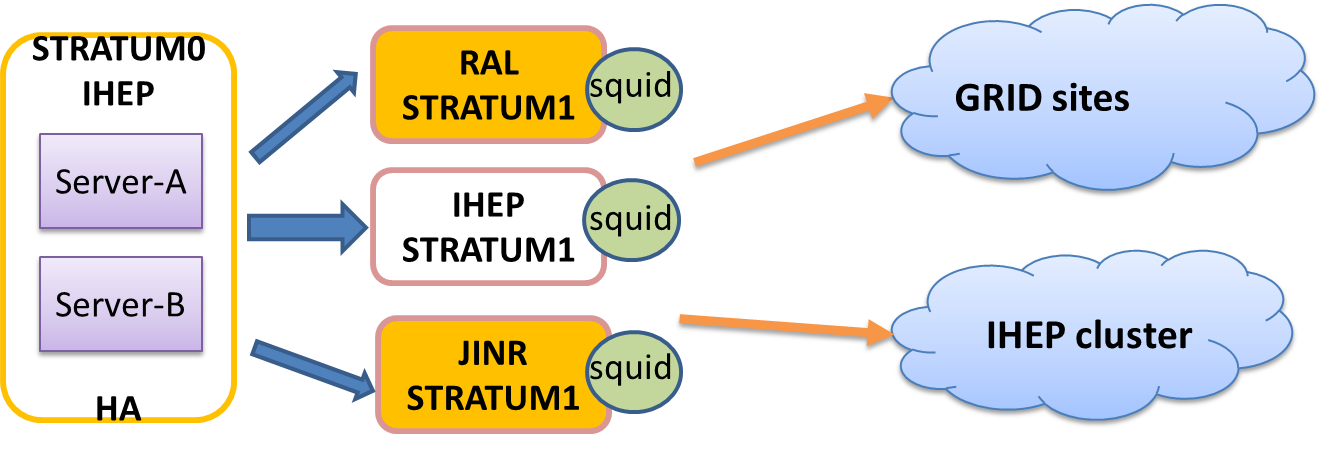 STRATUM0
IHEP
Server-A
Server-B
HA
RAL
STRATUM1
squid
IHEP
STRATUM1
squid
JINR
STRATUM1
squid
GRID sites
IHEP cluster